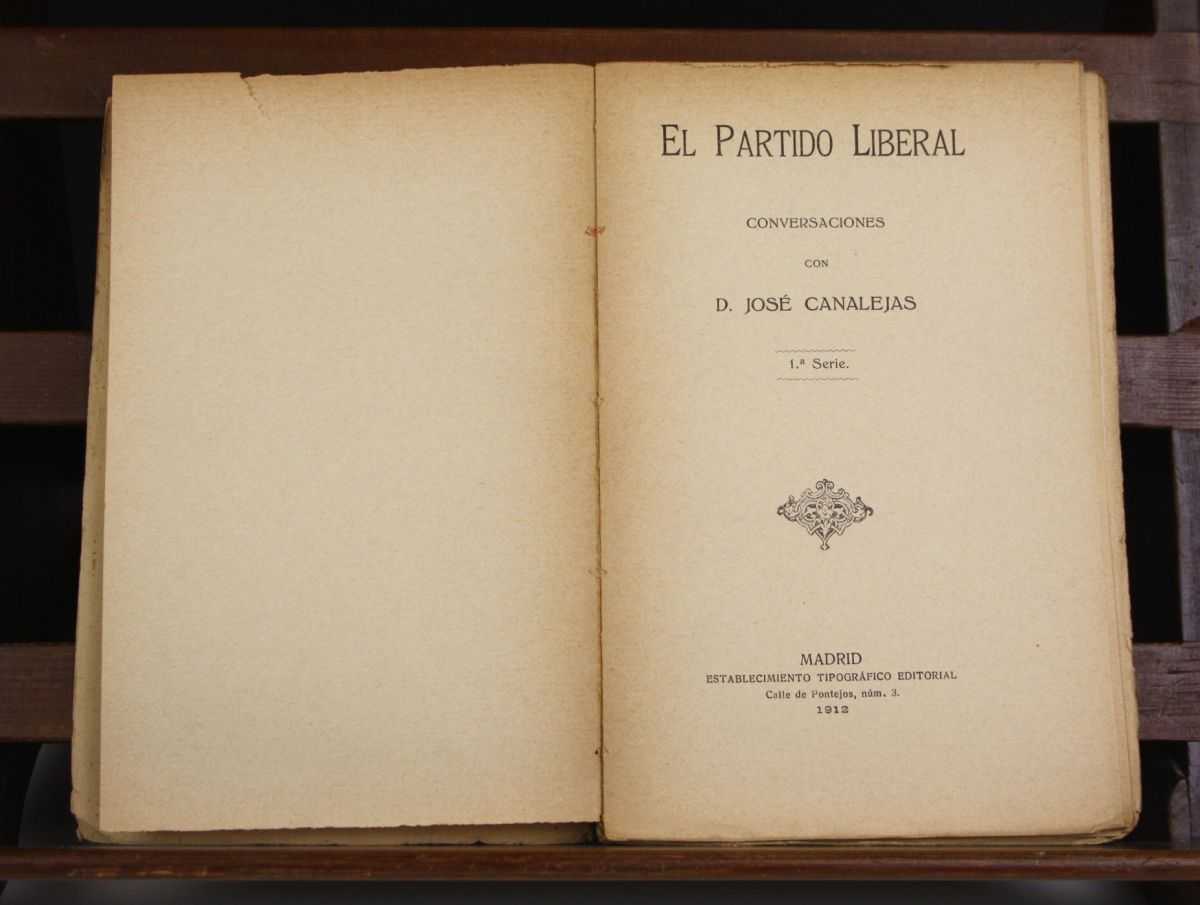 EL PARTIDO LIBERAL
CONVERSACIONES
CON
D. JOSÉ CANALEJAS
1.ª Serie.
MADRID
ESTABLECIMIENTO TIPOGRÁFICO EDITORIAL
Calle de Pontejos, núm. 3.
1912